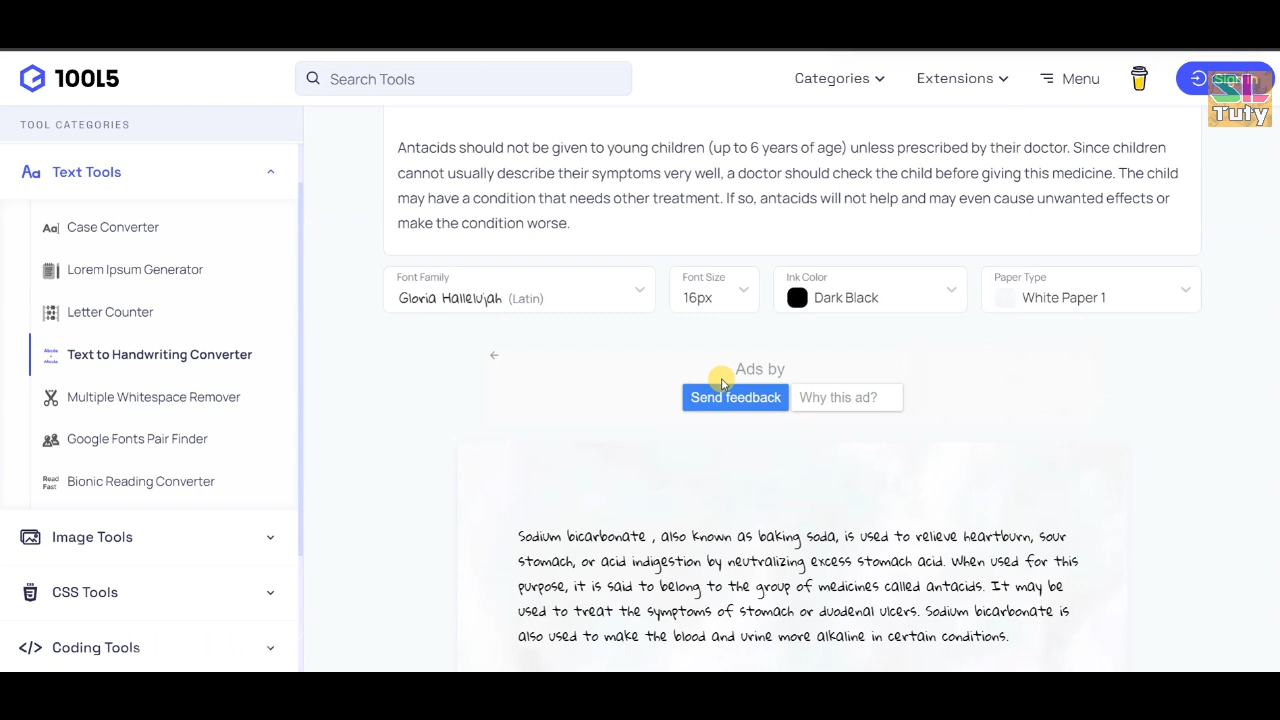 10015
Search Tools
Categories
Extensions
Menu
Sign In
SL
Tuty
TOOL CATEGORIES
Aa Text Tools
Aa Case Converter
Lorem Ipsum Generator
Letter Counter
Text to Handwriting Converter
Multiple Whitespace Remover
Google Fonts Pair Finder
Read Fast Bionic Reading Converter
Image Tools
CSS Tools
</> Coding Tools
Antacids should not be given to young children (up to 6 years of age) unless prescribed by their doctor. Since children
cannot usually describe their symptoms very well, a doctor should check the child before giving this medicine. The child
may have a condition that needs other treatment. If so, antacids will not help and may even cause unwanted effects or
make the condition worse.
Font Family
Gloria Hallelujah (Latin)
Font Size
16px
Ink Color
Dark Black
Paper Type
White Paper 1
Ads by
Send feedback
Why this ad?
Sodium bicarbonate , also known as baking soda, is used to relieve heartburn, sour
stomach, or acid indigestion by neutralizing excess stomach acid. When used for this
purpose, it is said to belong to the group of medicines called antacids. It may be
used to treat the symptoms of stomach or duodenal ulcers. Sodium bicarbonate is
also used to make the blood and urine more alkaline in certain conditions.